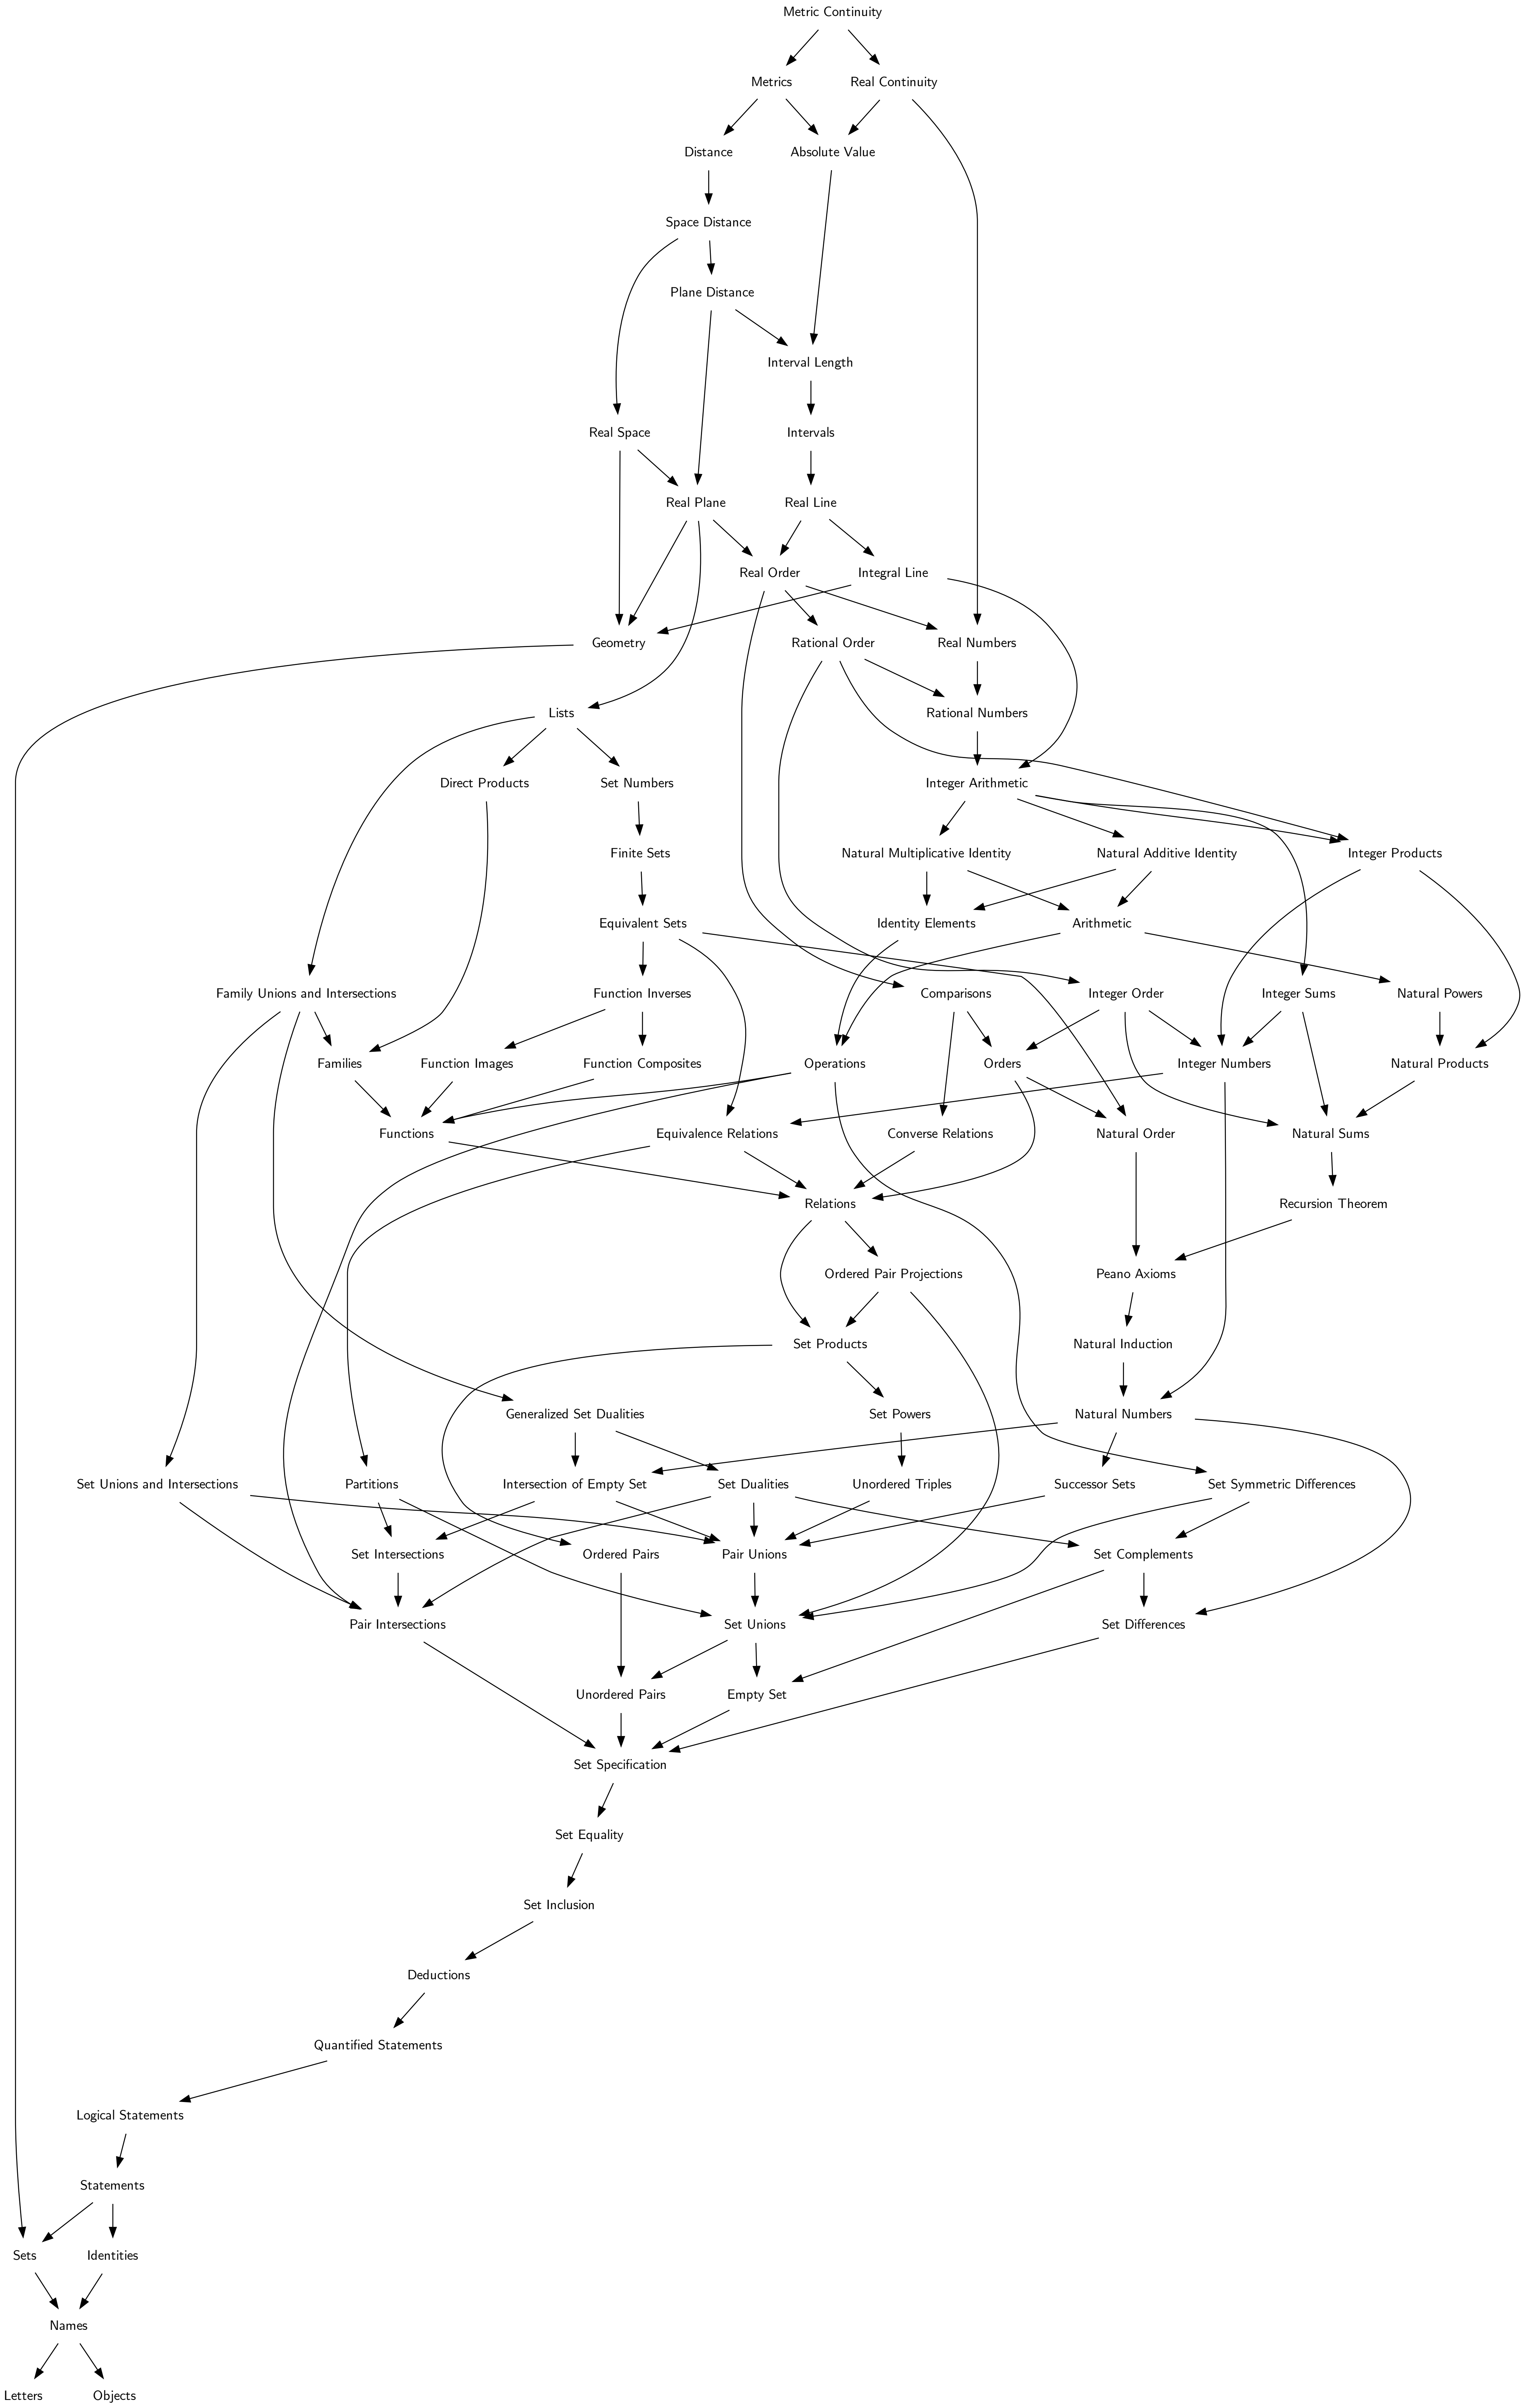 Metric Continuity
Metrics
Real Continuity
Distance
Absolute Value
Space Distance
Plane Distance
Interval Length
Real Space
Intervals
Real Plane
Real Line
Real Order
Integral Line
Geometry
Rational Order
Real Numbers
Lists
Rational Numbers
Direct Products
Set Numbers
Integer Arithmetic
Finite Sets
Natural Multiplicative Identity
Natural Additive Identity
Integer Products
Equivalent Sets
Identity Elements
Arithmetic
Family Unions and Intersections
Function Inverses
Comparisons
Integer Order
Integer Sums
Natural Powers
Families
Function Images
Function Composites
Operations
Orders
Integer Numbers
Natural Products
Functions
Equivalence Relations
Converse Relations
Natural Order
Natural Sums
Relations
Recursion Theorem
Ordered Pair Projections
Peano Axioms
Set Products
Natural Induction
Generalized Set Dualities
Set Powers
Natural Numbers
Set Unions and Intersections
Partitions
Intersection of Empty Set
Set Dualities
Unordered Triples
Successor Sets
Set Symmetric Differences
Set Intersections
Ordered Pairs
Pair Unions
Set Complements
Pair Intersections
Set Unions
Set Differences
Unordered Pairs
Empty Set
Set Specification
Set Equality
Set Inclusion
Deductions
Quantified Statements
Logical Statements
Statements
Sets
Identities
Names
Letters
Objects